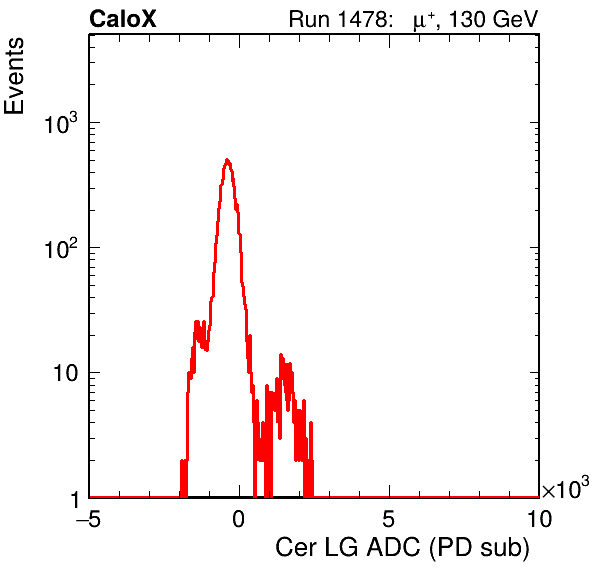 CaloX Run 1478: μ⁺, 130 GeV
Events
10³
10²
10
1
−5 0 5 10
×10³
Cer LG ADC (PD sub)